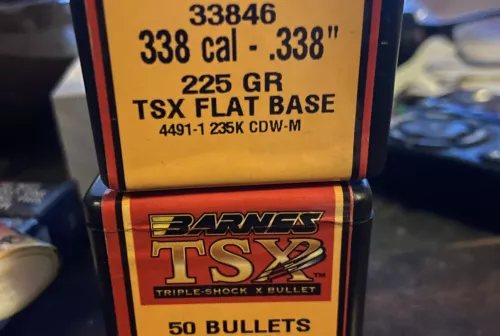 33846
338 cal - .338"
225 GR
TSX FLAT BASE
4491-1 235K CDW-M
BARNES
TSX™
TRIPLE-SHOCK X BULLET
50 BULLETS